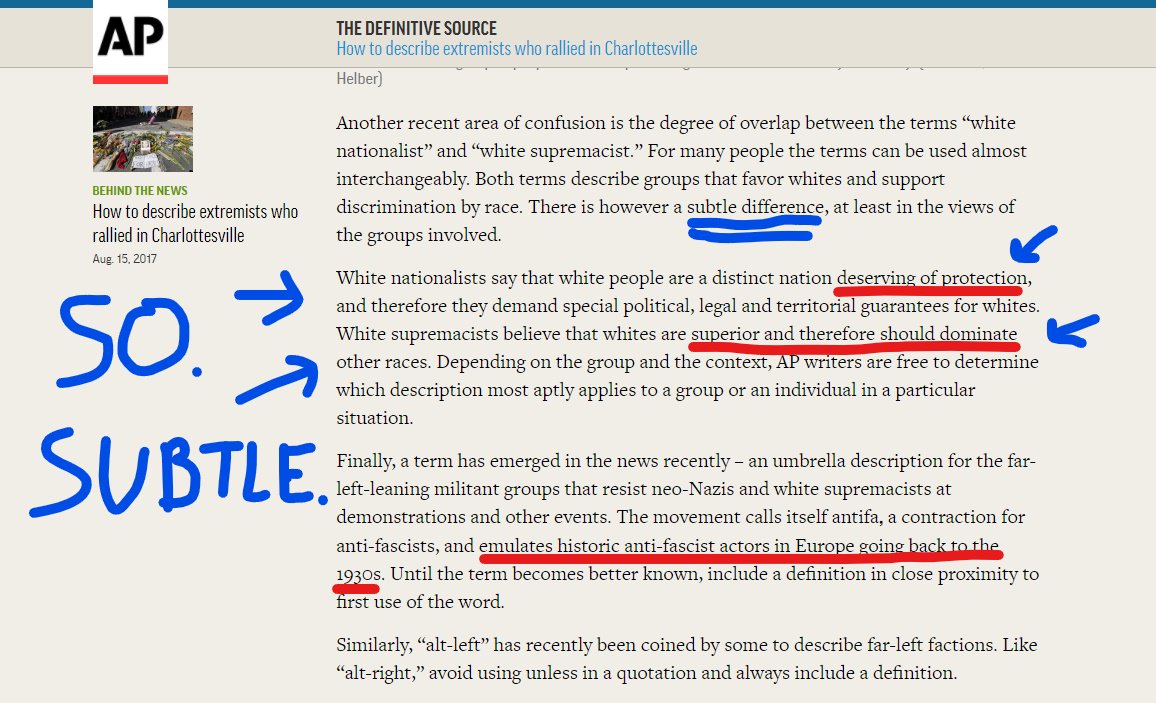 AP
THE DEFINITIVE SOURCE
How to describe extremists who rallied in Charlottesville
Helber)
BEHIND THE NEWS
How to describe extremists who
rallied in Charlottesville
Aug. 15, 2017
SO.
SUBTLE.
Another recent area of confusion is the degree of overlap between the terms “white
nationalist” and “white supremacist.” For many people the terms can be used almost
interchangeably. Both terms describe groups that favor whites and support
discrimination by race. There is however a subtle difference, at least in the views of
the groups involved.
White nationalists say that white people are a distinct nation deserving of protection,
and therefore they demand special political, legal and territorial guarantees for whites.
White supremacists believe that whites are superior and therefore should dominate
other races. Depending on the group and the context, AP writers are free to determine
which description most aptly applies to a group or an individual in a particular
situation.
Finally, a term has emerged in the news recently – an umbrella description for the far-
left-leaning militant groups that resist neo-Nazis and white supremacists at
demonstrations and other events. The movement calls itself antifa, a contraction for
anti-fascists, and emulates historic anti-fascist actors in Europe going back to the
1930s. Until the term becomes better known, include a definition in close proximity to
first use of the word.
Similarly, “alt-left” has recently been coined by some to describe far-left factions. Like
“alt-right,” avoid using unless in a quotation and always include a definition.